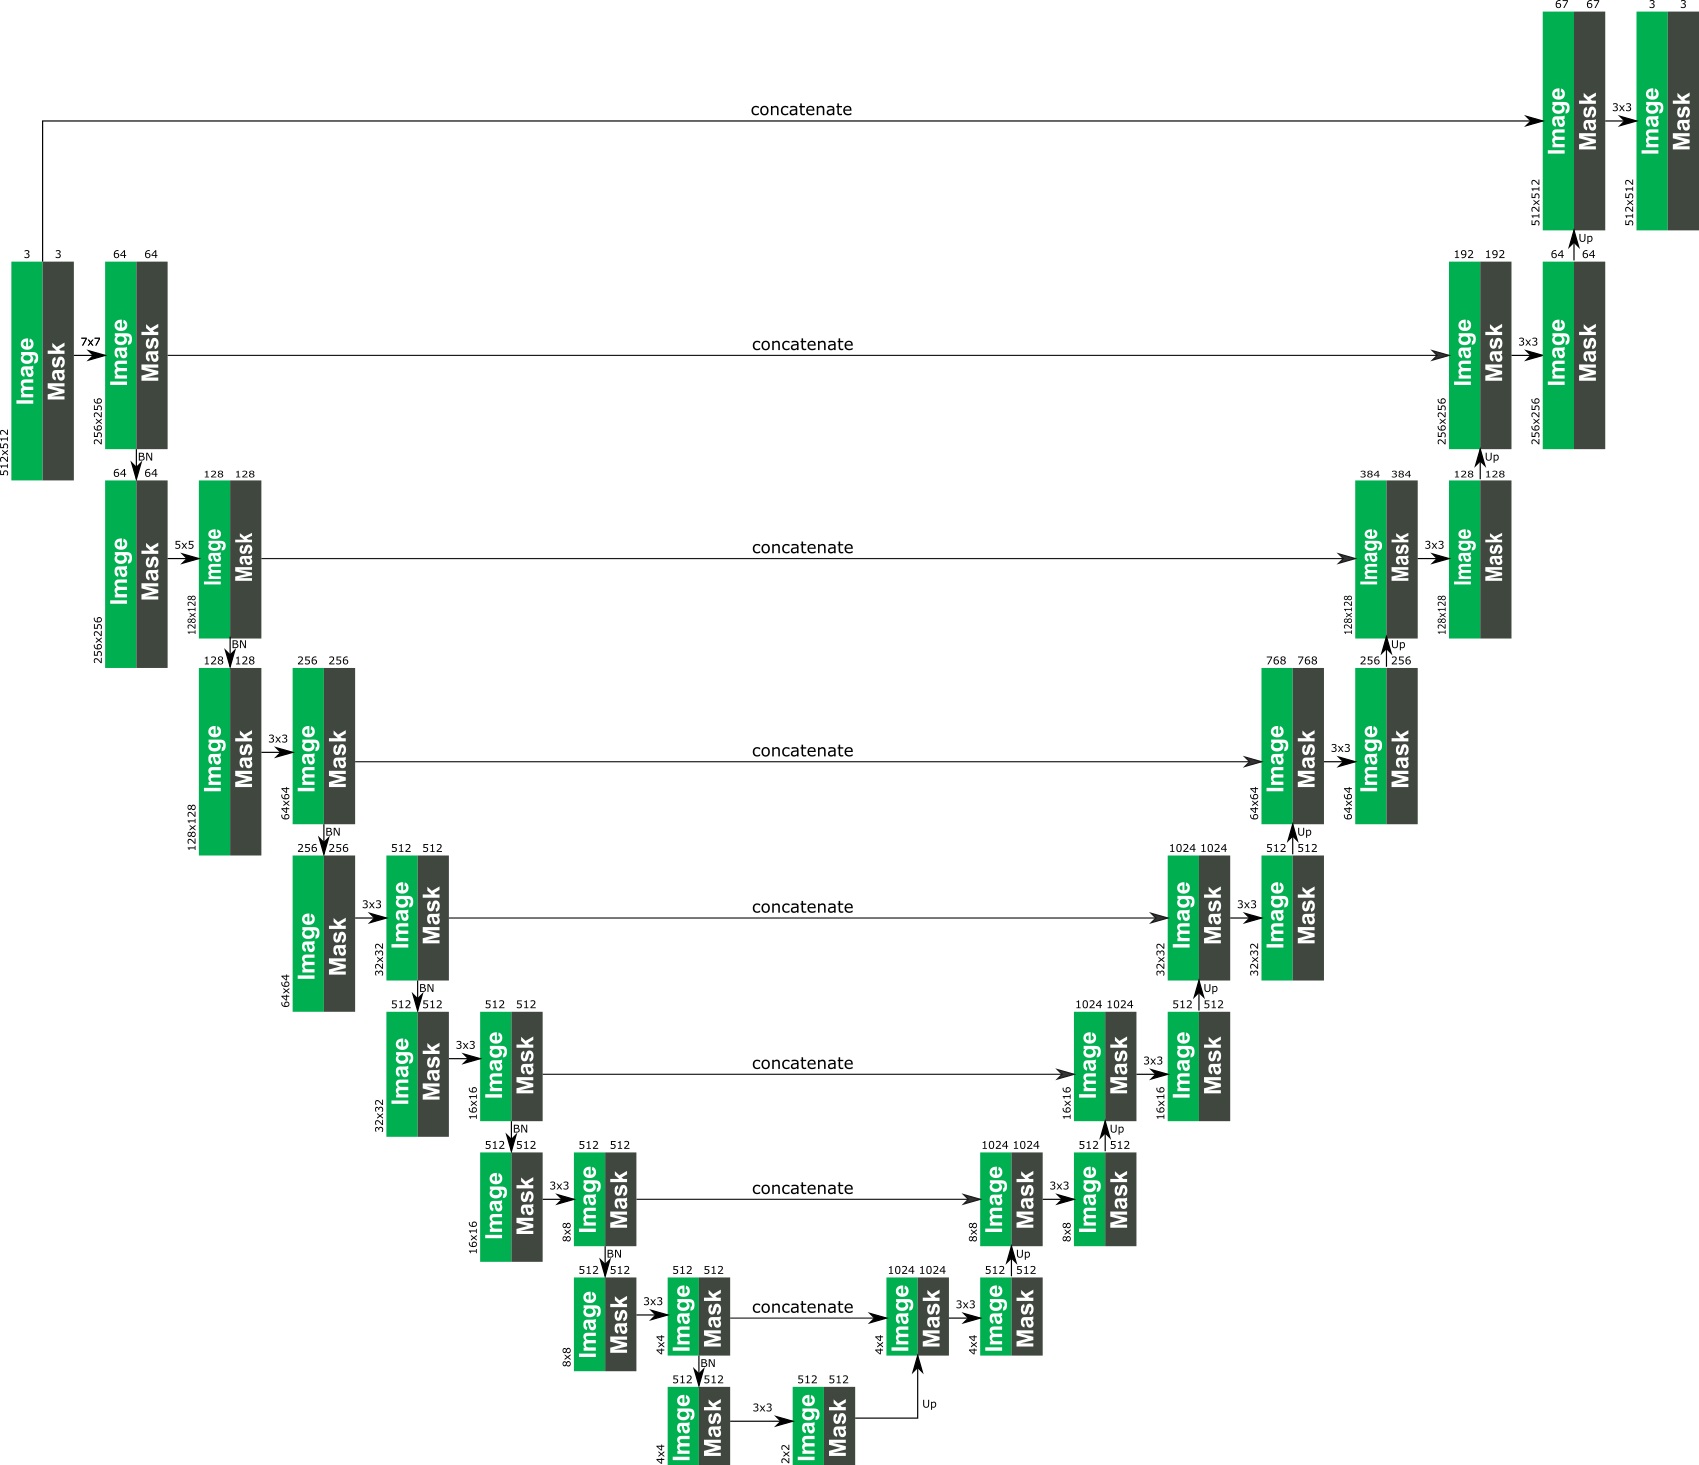 67 67 3 3
Image Mask Image Mask
concatenate
3x3
512x512 512x512
Up
3 3 64 64 192 192 64 64
Image Mask Image Mask Image Mask Image Mask
7x7 concatenate 3x3
512x512 256x256 256x256 256x256
BN Up
64 64 128 128 384 384 128 128
Image Mask Image Mask Image Mask Image Mask
5x5 concatenate 3x3
256x256 128x128 128x128 128x128
BN Up
128 128 256 256 768 768 256 256
Image Mask Image Mask Image Mask Image Mask
3x3 concatenate 3x3
128x128 64x64 64x64 64x64
BN Up
256 256 512 512 1024 1024 512 512
Image Mask Image Mask Image Mask Image Mask
3x3 concatenate 3x3
64x64 32x32 32x32 32x32
BN Up
512 512 512 512 1024 1024 512 512
Image Mask Image Mask Image Mask Image Mask
3x3 concatenate 3x3
32x32 16x16 16x16 16x16
BN Up
512 512 512 512 1024 1024 512 512
Image Mask Image Mask Image Mask Image Mask
3x3 concatenate 3x3
16x16 8x8 8x8 8x8
BN Up
512 512 512 512 1024 1024 512 512
Image Mask Image Mask Image Mask Image Mask
3x3 concatenate 3x3
8x8 4x4 4x4 4x4
BN Up
512 512 512 512
Image Mask Image Mask
3x3
4x4 2x2